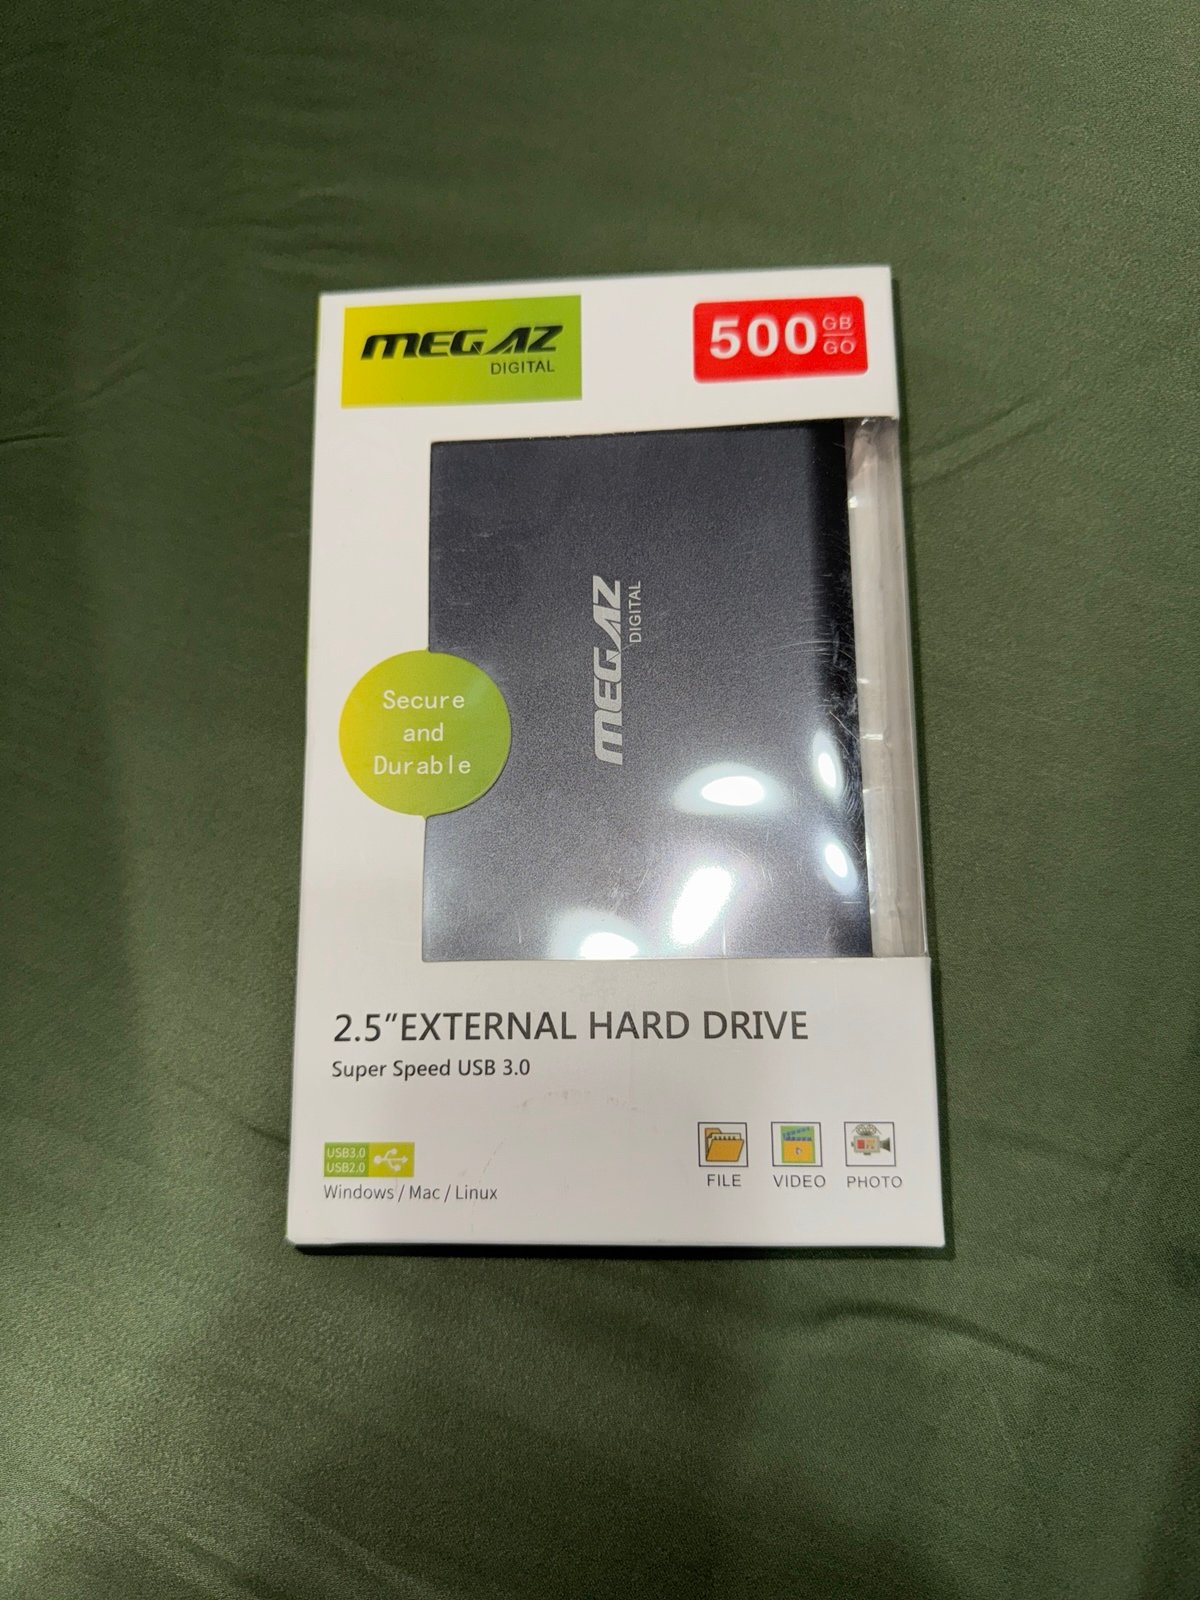 MEGAZ
DIGITAL
500 GB
GO
MEGAZ
DIGITAL
Secure
and
Durable
2.5"EXTERNAL HARD DRIVE
Super Speed USB 3.0
USB3.0
USB2.0
Windows / Mac / Linux
FILE VIDEO PHOTO